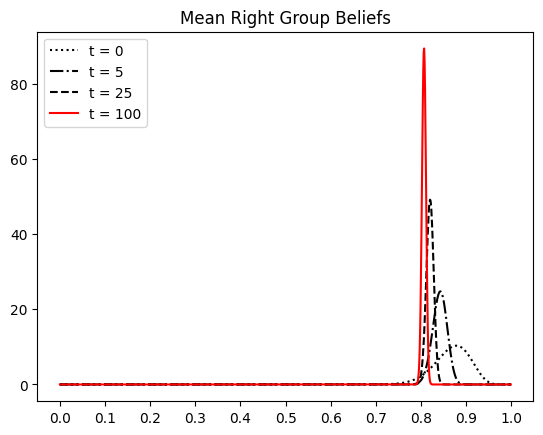 Mean Right Group Beliefs
t = 0
t = 5
t = 25
t = 100
80
60
40
20
0
0.0 0.1 0.2 0.3 0.4 0.5 0.6 0.7 0.8 0.9 1.0